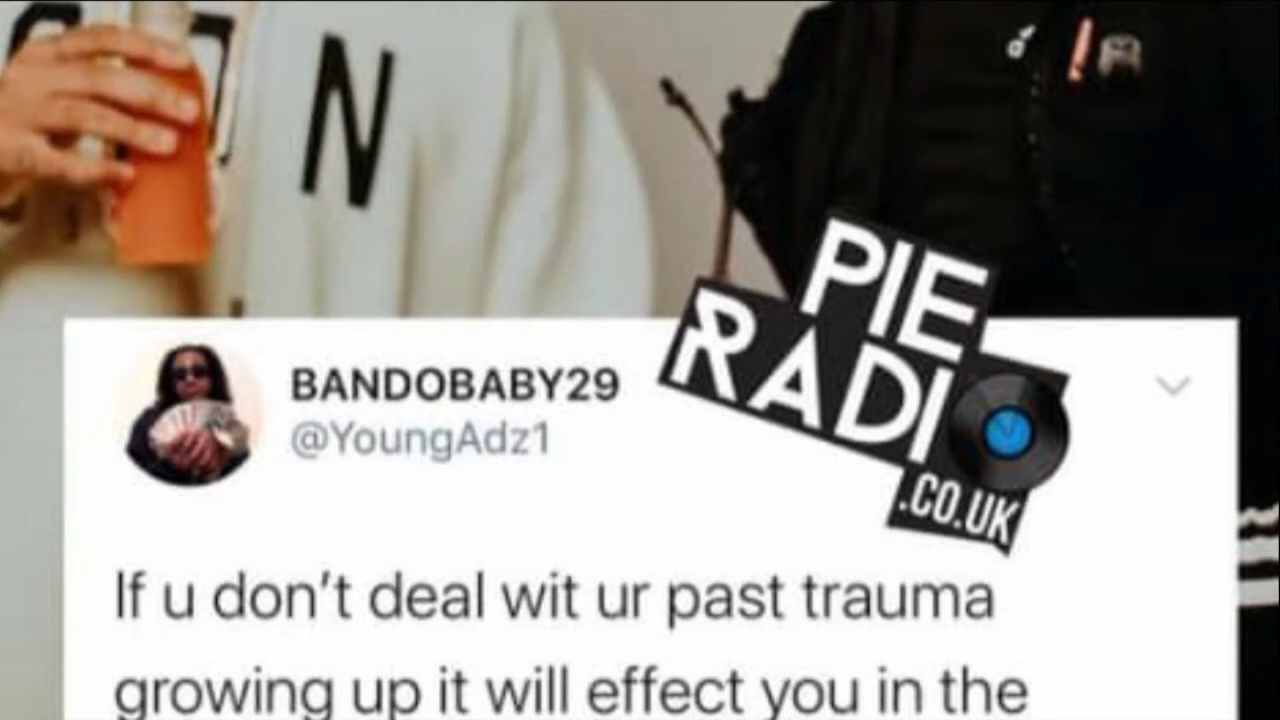 N
PIE
RADIO
.CO.UK
BANDOBABY29
@YoungAdz1
If u don't deal wit ur past trauma
growing up it will effect you in the